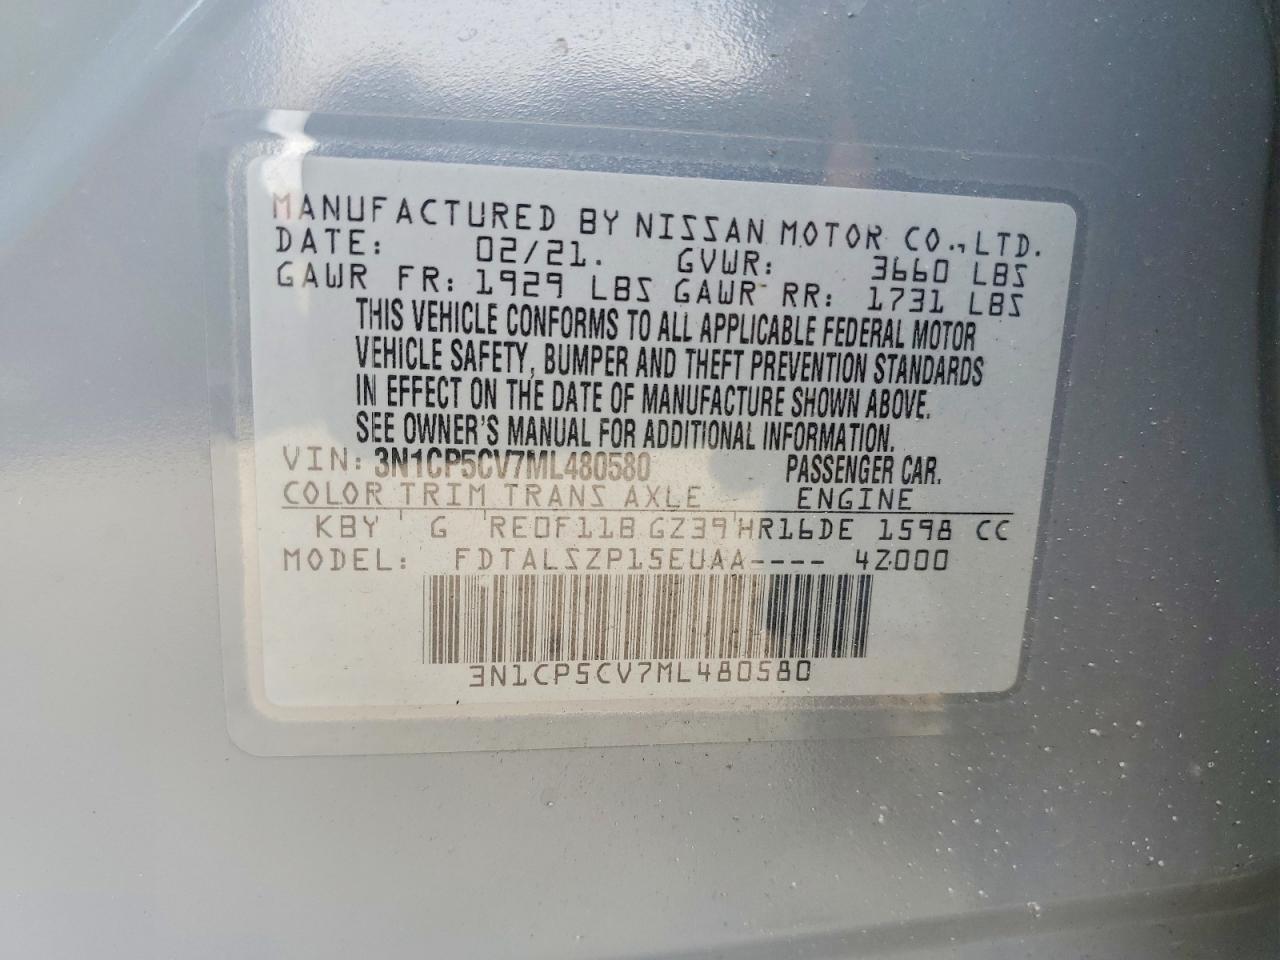 MANUFACTURED BY NISSAN MOTOR CO., LTD.
DATE: 02/21. GVWR: 3660 LBS
GAWR FR: 1929 LBS GAWR RR: 1731 LBS
THIS VEHICLE CONFORMS TO ALL APPLICABLE FEDERAL MOTOR
VEHICLE SAFETY, BUMPER AND THEFT PREVENTION STANDARDS
IN EFFECT ON THE DATE OF MANUFACTURE SHOWN ABOVE.
SEE OWNER'S MANUAL FOR ADDITIONAL INFORMATION.
VIN: 3N1CP5CV7ML480580 PASSENGER CAR.
COLOR TRIM TRANS AXLE ENGINE
KBY G RE0F11B GZ39 HR16DE 1598 CC
MODEL: FDTALSZP15EUAA---- 4Z000
3N1CP5CV7ML480580